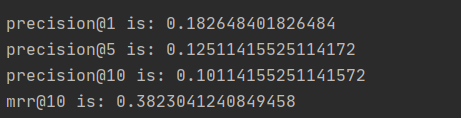 precision@1 is: 0.182648401826484
precision@5 is: 0.12511415525114172
precision@10 is: 0.10114155251141572
mrr@10 is: 0.3823041240849458